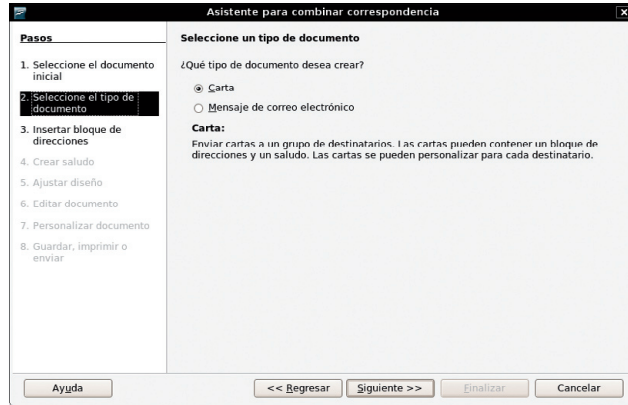 Asistente para combinar correspondencia
Pasos
1. Seleccione el documento
inicial
2. Seleccione el tipo de
documento
3. Insertar bloque de
direcciones
4. Crear saludo
5. Ajustar diseño
6. Editar documento
7. Personalizar documento
8. Guardar, imprimir o
enviar
Seleccione un tipo de documento
¿Qué tipo de documento desea crear?
Carta
Mensaje de correo electrónico
Carta:
Enviar cartas a un grupo de destinatarios. Las cartas pueden contener un bloque de
direcciones y un saludo. Las cartas se pueden personalizar para cada destinatario.
Ayuda
<< Regresar
Siguiente >>
Finalizar
Cancelar